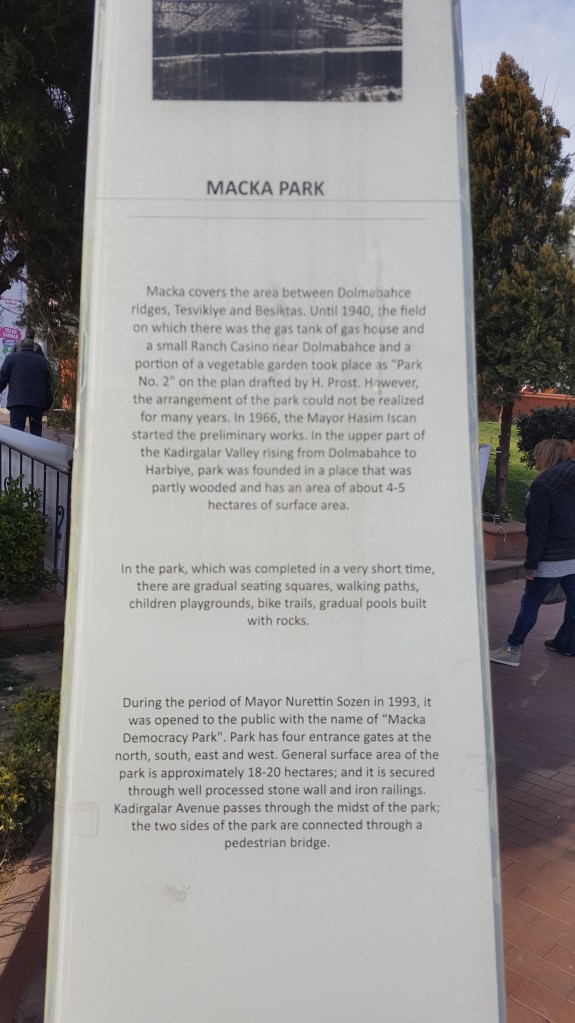 MACKA PARK
Macka covers the area between Dolmabahce
ridges, Tesvikiye and Besiktas. Until 1940, the field
on which there was the gas tank of gas house and
a small Ranch Casino near Dolmabahce and a
portion of a vegetable garden took place as "Park
No. 2" on the plan drafted by H. Prost. However,
the arrangement of the park could not be realized
for many years. In 1966, the Mayor Hasim Iscan
started the preliminary works. In the upper part of
the Kadirgalar Valley rising from Dolmabahce to
Harbiye, park was founded in a place that was
partly wooded and has an area of about 4-5
hectares of surface area.
In the park, which was completed in a very short time,
there are gradual seating squares, walking paths,
children playgrounds, bike trails, gradual pools built
with rocks.
During the period of Mayor Nurettin Sozen in 1993, it
was opened to the public with the name of "Macka
Democracy Park". Park has four entrance gates at the
north, south, east and west. General surface area of the
park is approximately 18-20 hectares; and it is secured
through well processed stone wall and iron railings.
Kadirgalar Avenue passes through the midst of the park;
the two sides of the park are connected through a
pedestrian bridge.